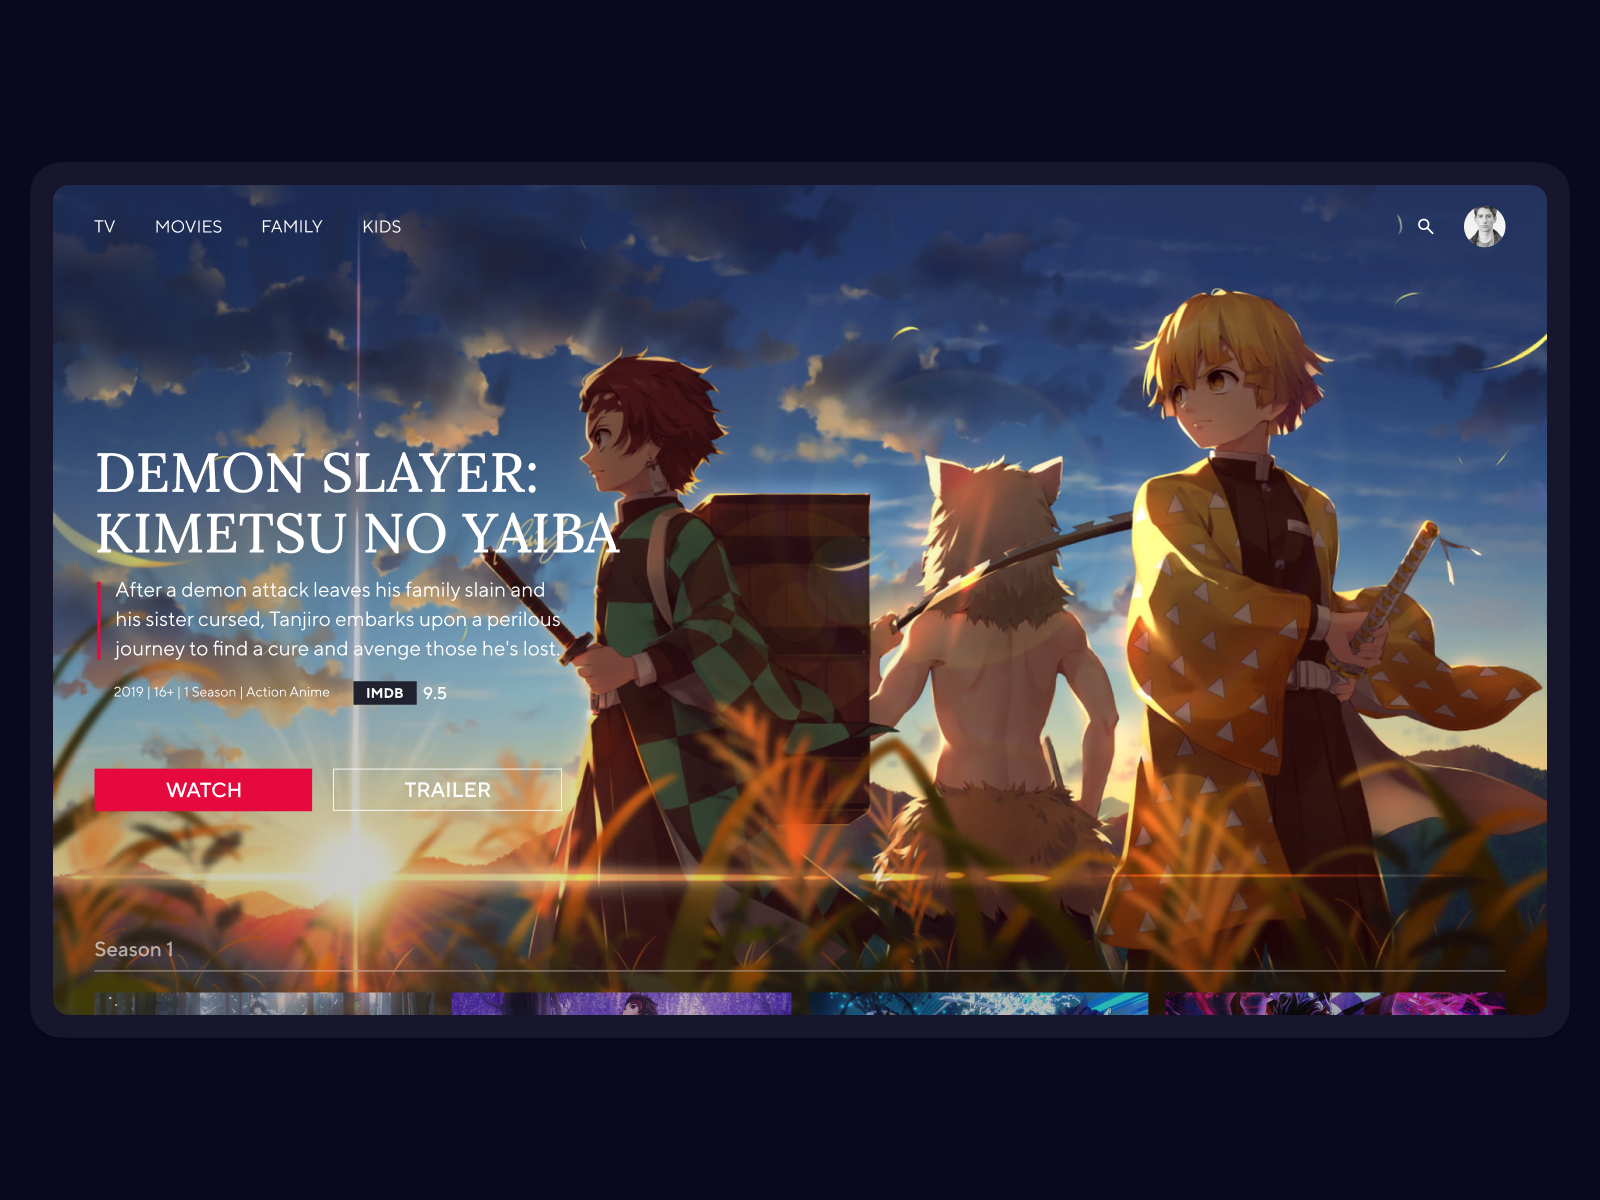 TV MOVIES FAMILY KIDS
DEMON SLAYER:
KIMETSU NO YAIBA
After a demon attack leaves his family slain and
his sister cursed, Tanjiro embarks upon a perilous
journey to find a cure and avenge those he's lost.
2019 | 16+ | 1 Season | Action Anime IMDB 9.5
WATCH TRAILER
Season 1